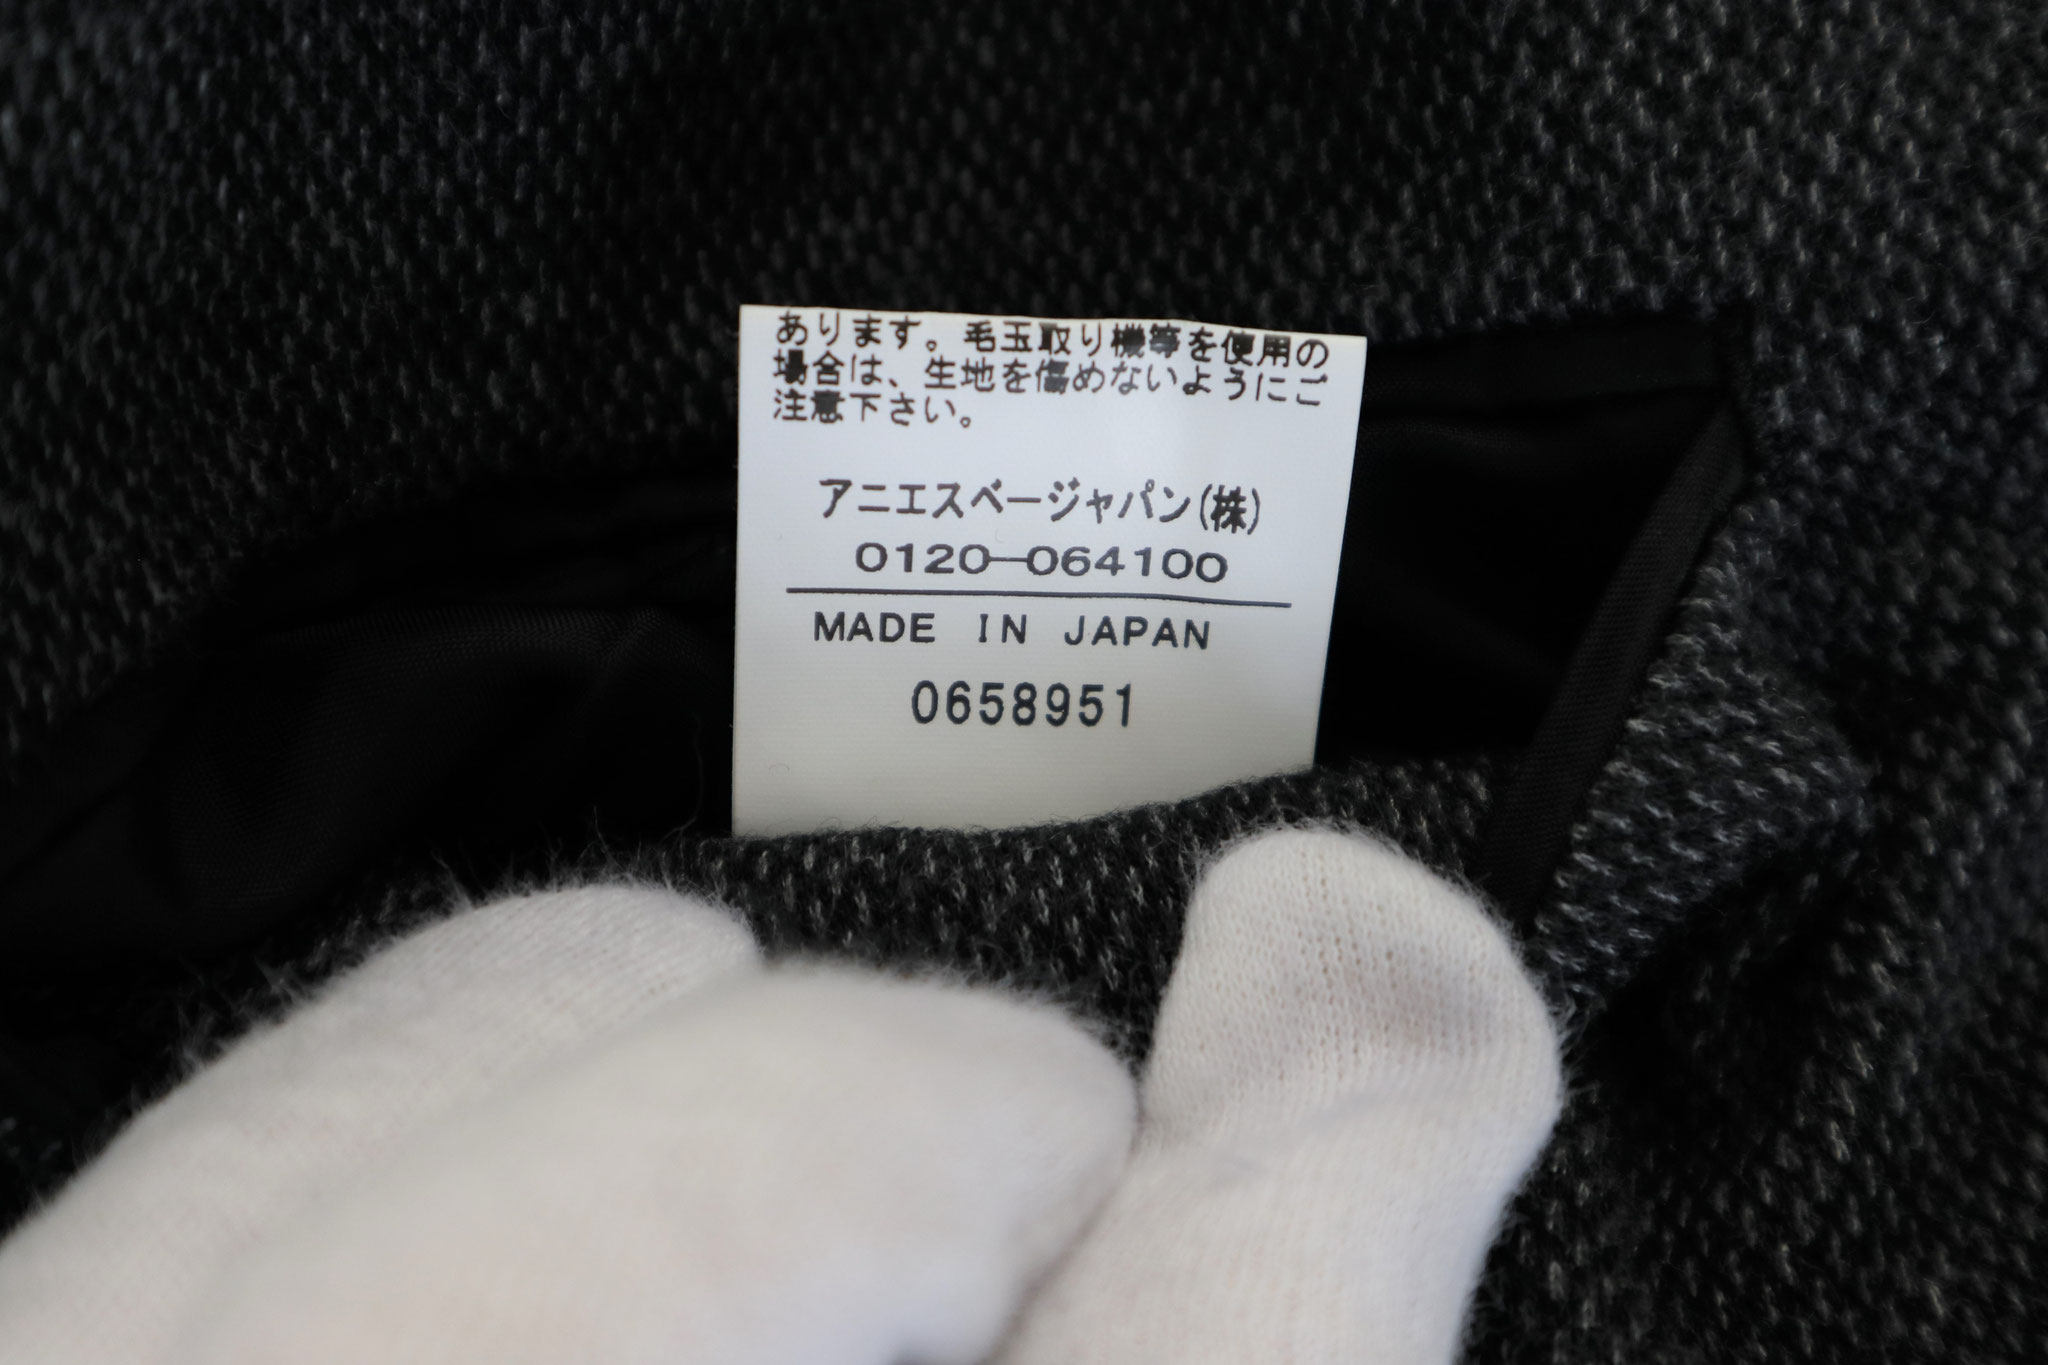 あります。毛玉取り機等を使用の
場合は、生地を傷めないようにご
注意下さい。
アニエスベージャパン(株)
0120-064100
MADE IN JAPAN
0658951